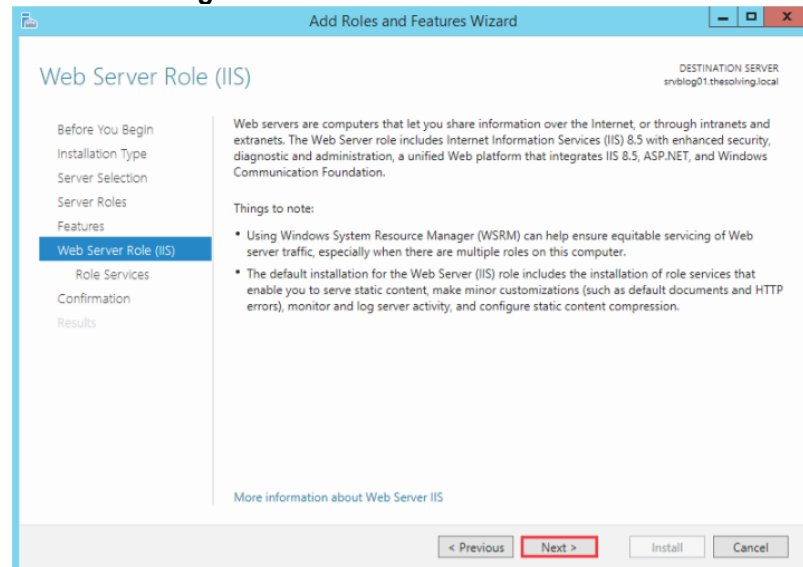 Add Roles and Features Wizard
Web Server Role (IIS)
DESTINATION SERVER
srvblog01.thesolving.local
Before You Begin
Installation Type
Server Selection
Server Roles
Features
Web Server Role (IIS)
Role Services
Confirmation
Results
Web servers are computers that let you share information over the Internet, or through intranets and
extranets. The Web Server role includes Internet Information Services (IIS) 8.5 with enhanced security,
diagnostic and administration, a unified Web platform that integrates IIS 8.5, ASP.NET, and Windows
Communication Foundation.
Things to note:
• Using Windows System Resource Manager (WSRM) can help ensure equitable servicing of Web
server traffic, especially when there are multiple roles on this computer.
• The default installation for the Web Server (IIS) role includes the installation of role services that
enable you to serve static content, make minor customizations (such as default documents and HTTP
errors), monitor and log server activity, and configure static content compression.
More information about Web Server IIS
< Previous
Next >
Install
Cancel